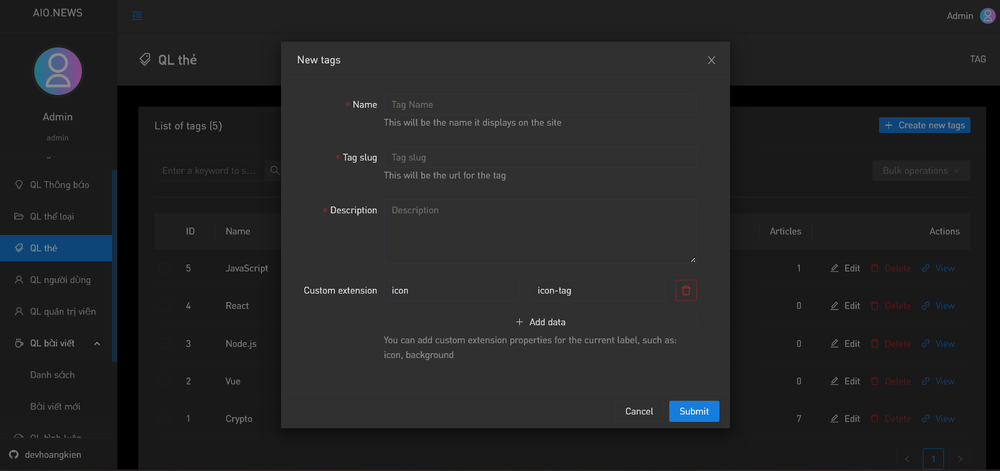 AIO.NEWS
Admin
Admin
admin
QL Thông báo
QL thể loại
QL thẻ
QL người dùng
QL quản trị viên
QL bài viết
Danh sách
Bài viết mới
QL bình luận
devhoangkien
QL thẻ
TAG
List of tags (5)
Create new tags
Enter a keyword to s...
Bulk operations
ID Name Articles Actions
5 JavaScript 1 Edit Delete View
4 React 0 Edit Delete View
3 Node.js 0 Edit Delete View
2 Vue 0 Edit Delete View
1 Crypto 7 Edit Delete View
1
New tags
* Name Tag Name
This will be the name it displays on the site
* Tag slug Tag slug
This will be the url for the tag
* Description Description
Custom extension icon icon-tag
+ Add data
You can add custom extension properties for the current label, such as:
icon, background
Cancel Submit